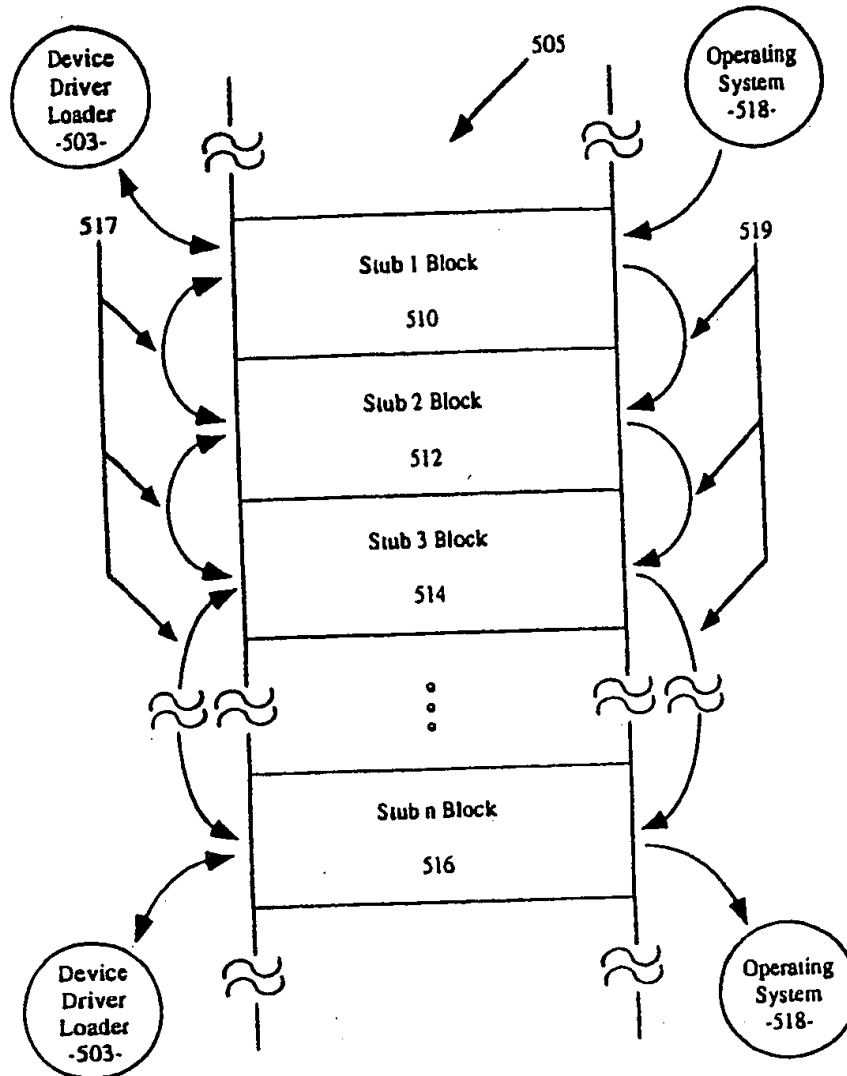 Device
Driver
Loader
-503-
505
Operating
System
-518-
517
519
Stub 1 Block
510
Stub 2 Block
512
Stub 3 Block
514
Stub n Block
516
Device
Driver
Loader
-503-
Operating
System
-518-